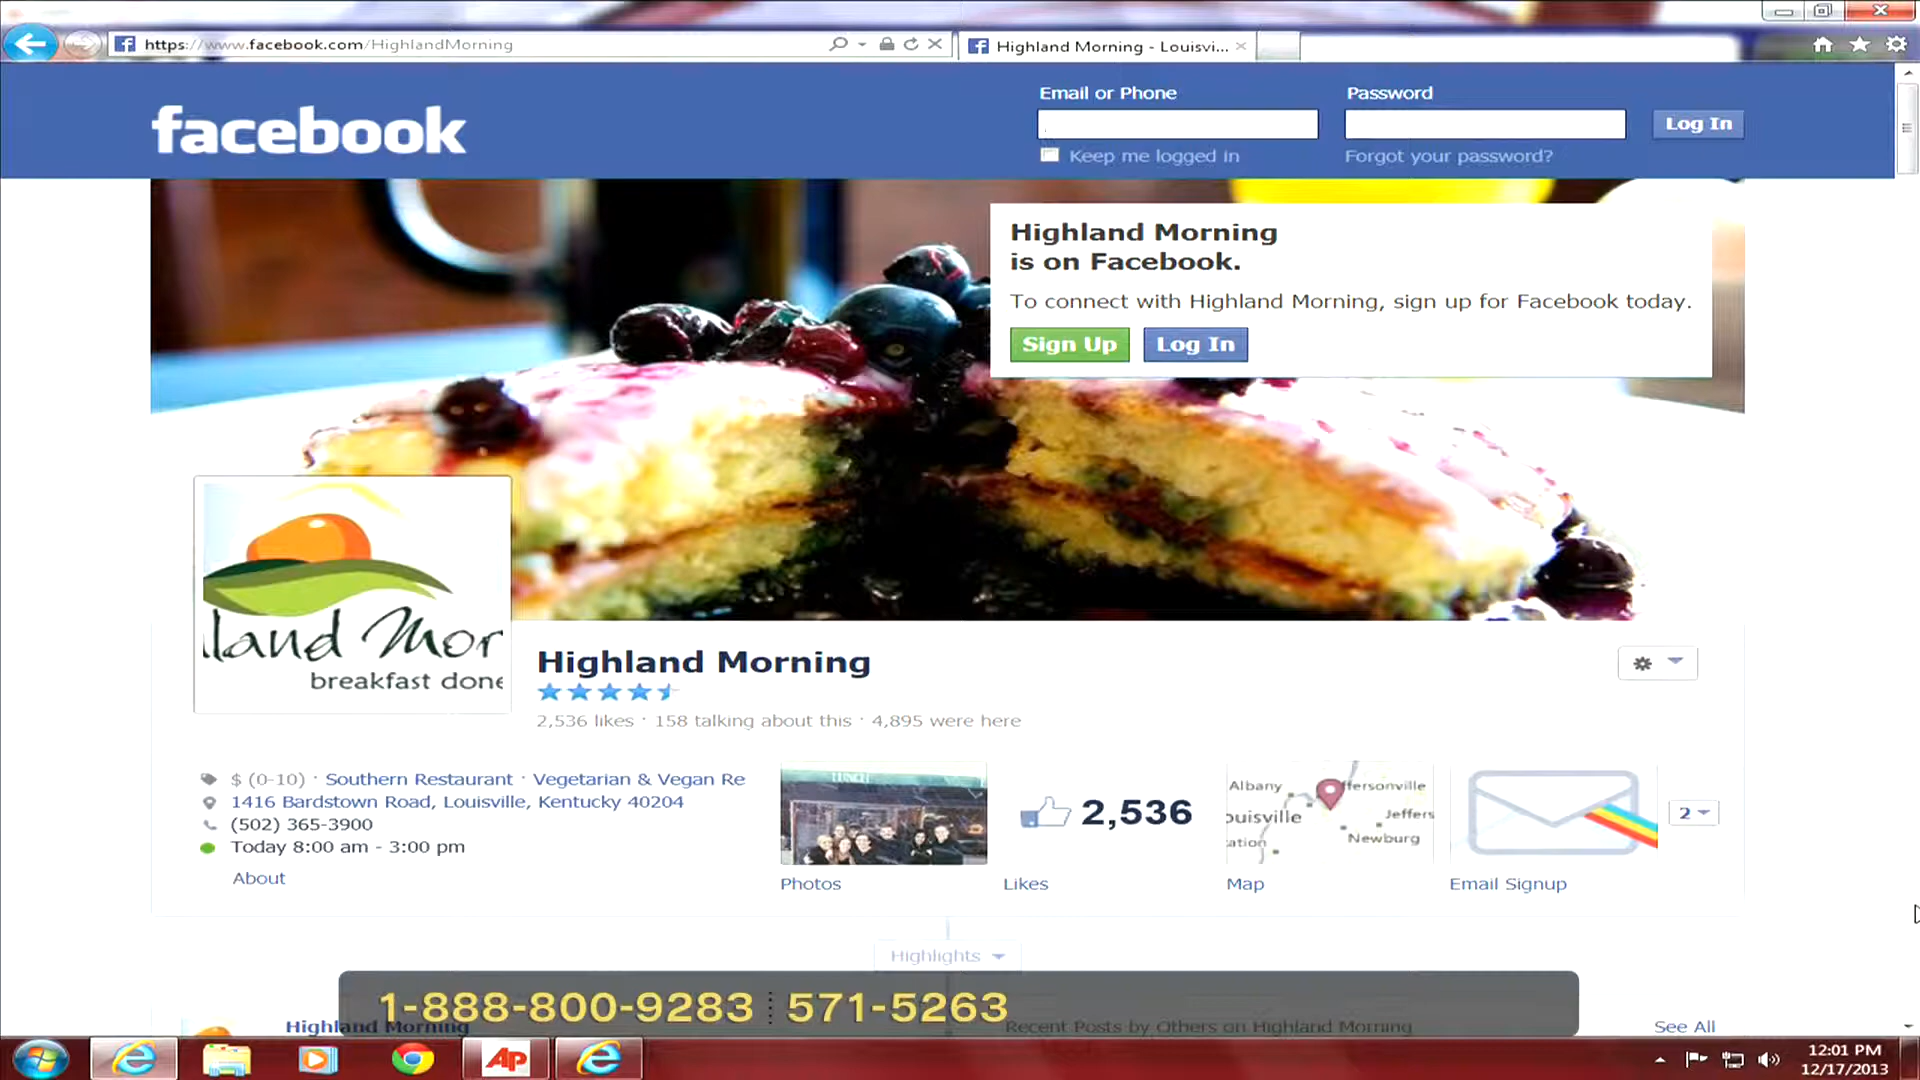 https://www.facebook.com/HighlandMorning
Highland Morning - Louisvi...
facebook
Email or Phone
Password
Log In
Keep me logged in
Forgot your password?
Highland Morning
is on Facebook.
To connect with Highland Morning, sign up for Facebook today.
Sign Up
Log In
land Mor
breakfast done
Highland Morning
2,536 likes · 158 talking about this · 4,895 were here
$ (0-10) · Southern Restaurant · Vegetarian & Vegan Re
1416 Bardstown Road, Louisville, Kentucky 40204
(502) 365-3900
Today 8:00 am - 3:00 pm
About
LUNCH
Photos
2,536
Likes
Albany
ffersonville
ouisville
Jeffers
Newburg
ation
Map
Email Signup
2
Highlights
1-888-800-9283 571-5263
Highland Morning
Recent Posts by Others on Highland Morning
See All
AP
12:01 PM
12/17/2013